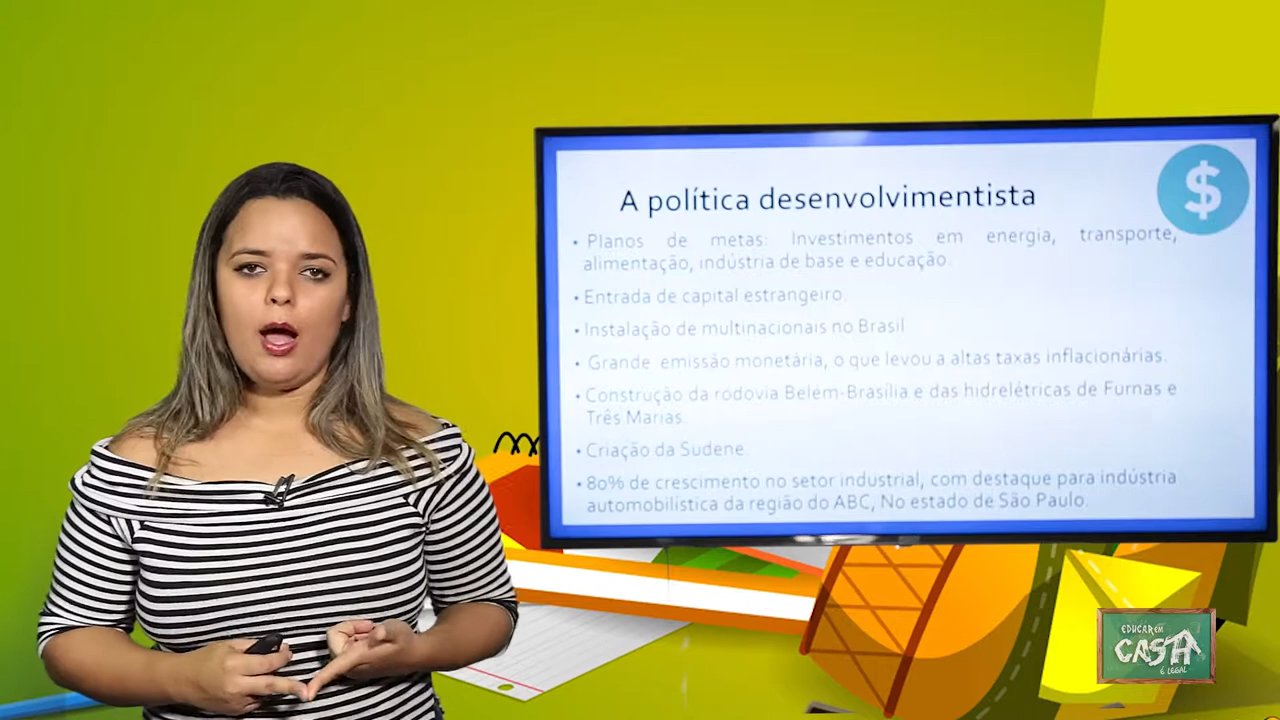 A política desenvolvimentista
$
• Planos de metas: Investimentos em energia, transporte,
alimentação, indústria de base e educação.
• Entrada de capital estrangeiro.
• Instalação de multinacionais no Brasil
• Grande emissão monetária, o que levou a altas taxas inflacionárias.
• Construção da rodovia Belém-Brasília e das hidrelétricas de Furnas e
Três Marias.
• Criação da Sudene.
• 80% de crescimento no setor industrial, com destaque para indústria
automobilística da região do ABC, No estado de São Paulo.
EDUCAR EM
CASA
É LEGAL